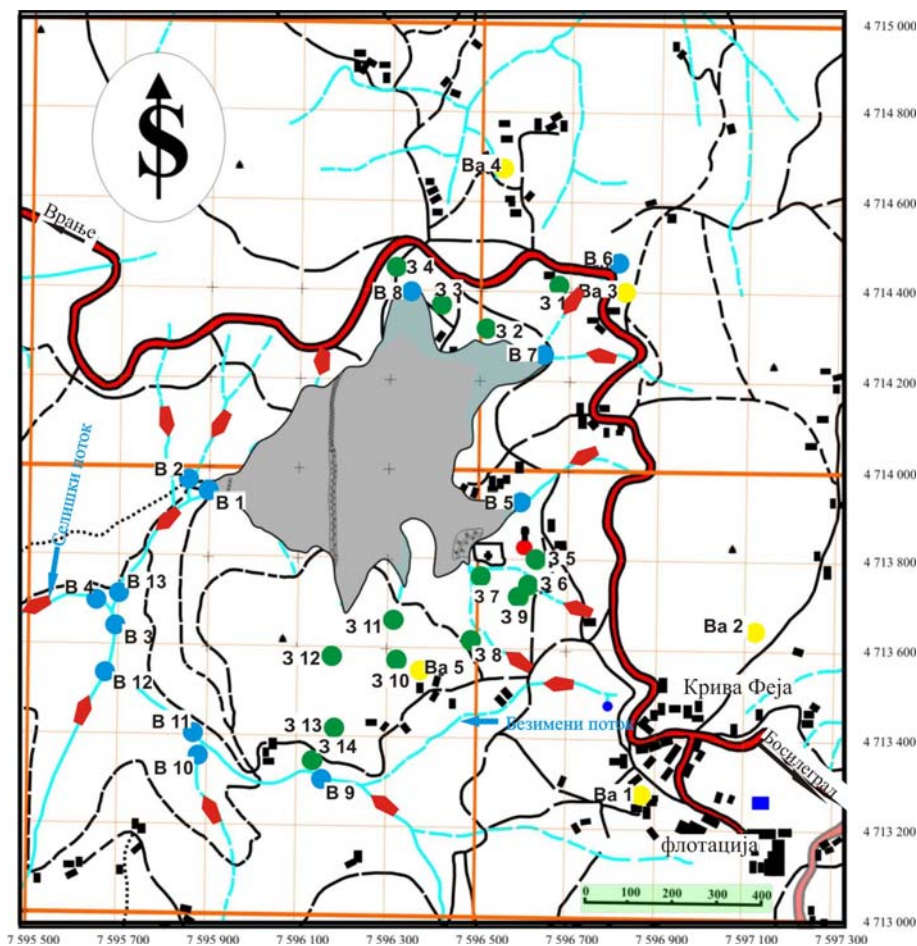 4 715 000
4 714 800
4 714 600
4 714 400
4 714 200
4 714 000
4 713 800
4 713 600
4 713 400
4 713 200
4 713 000
$
Врање
Ва 4
З 4
В 8
З 3
З 1
В 6
Ва 3
З 2
В 7
Селишки поток
В 2
В 1
В 5
З 5
З 6
З 7
З 9
В 4
В 13
В 3
В 12
З 11
З 8
З 12
З 10
Ва 5
Ва 2
Крива Феја
В 11
В 10
З 13
З 14
В 9
Безимени поток
Босилеград
Ва 1
флотација
0 100 200 300 400
7 595 500
7 595 700
7 595 900
7 596 100
7 596 300
7 596 500
7 596 700
7 596 900
7 597 100
7 597 300